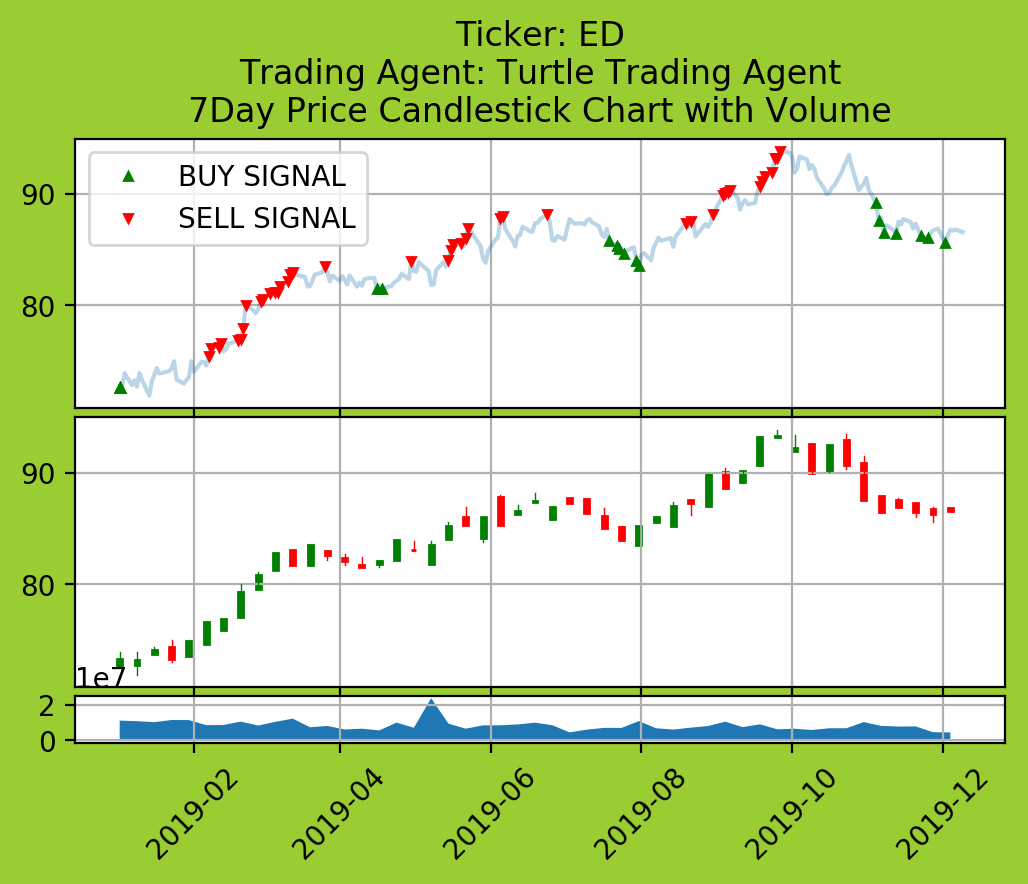 Ticker: ED
Trading Agent: Turtle Trading Agent
7Day Price Candlestick Chart with Volume
BUY SIGNAL
SELL SIGNAL
90
80
90
80
1e7
2
0
2019-02
2019-04
2019-06
2019-08
2019-10
2019-12